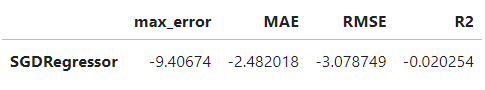 max_error MAE RMSE R2
SGDRegressor -9.40674 -2.482018 -3.078749 -0.020254